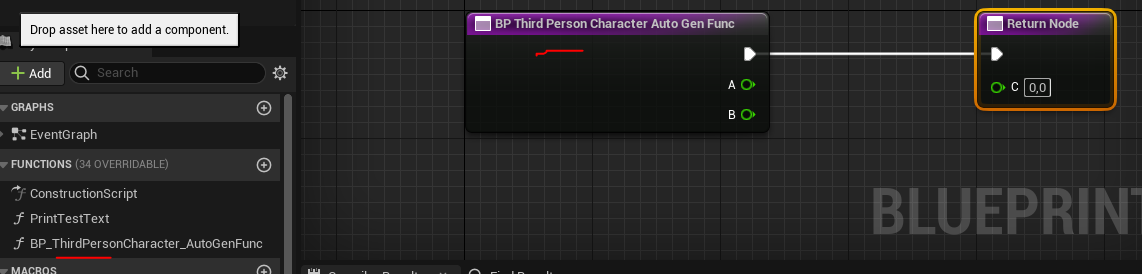 Drop asset here to add a component.
Add
Search
GRAPHS
EventGraph
FUNCTIONS (34 OVERRIDABLE)
ConstructionScript
PrintTestText
BP_ThirdPersonCharacter_AutoGenFunc
MACROS
BP Third Person Character Auto Gen Func
A
B
Return Node
C 0,0
BLUEPRINT